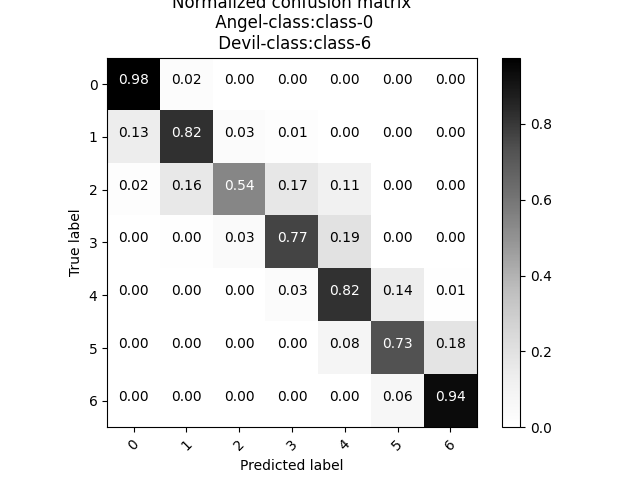 Normalized confusion matrix
Angel-class:class-0
Devil-class:class-6
0 0.98 0.02 0.00 0.00 0.00 0.00 0.00
1 0.13 0.82 0.03 0.01 0.00 0.00 0.00
2 0.02 0.16 0.54 0.17 0.11 0.00 0.00
3 0.00 0.00 0.03 0.77 0.19 0.00 0.00
4 0.00 0.00 0.00 0.03 0.82 0.14 0.01
5 0.00 0.00 0.00 0.00 0.08 0.73 0.18
6 0.00 0.00 0.00 0.00 0.00 0.06 0.94
0 1 2 3 4 5 6
True label
Predicted label
0.8
0.6
0.4
0.2
0.0